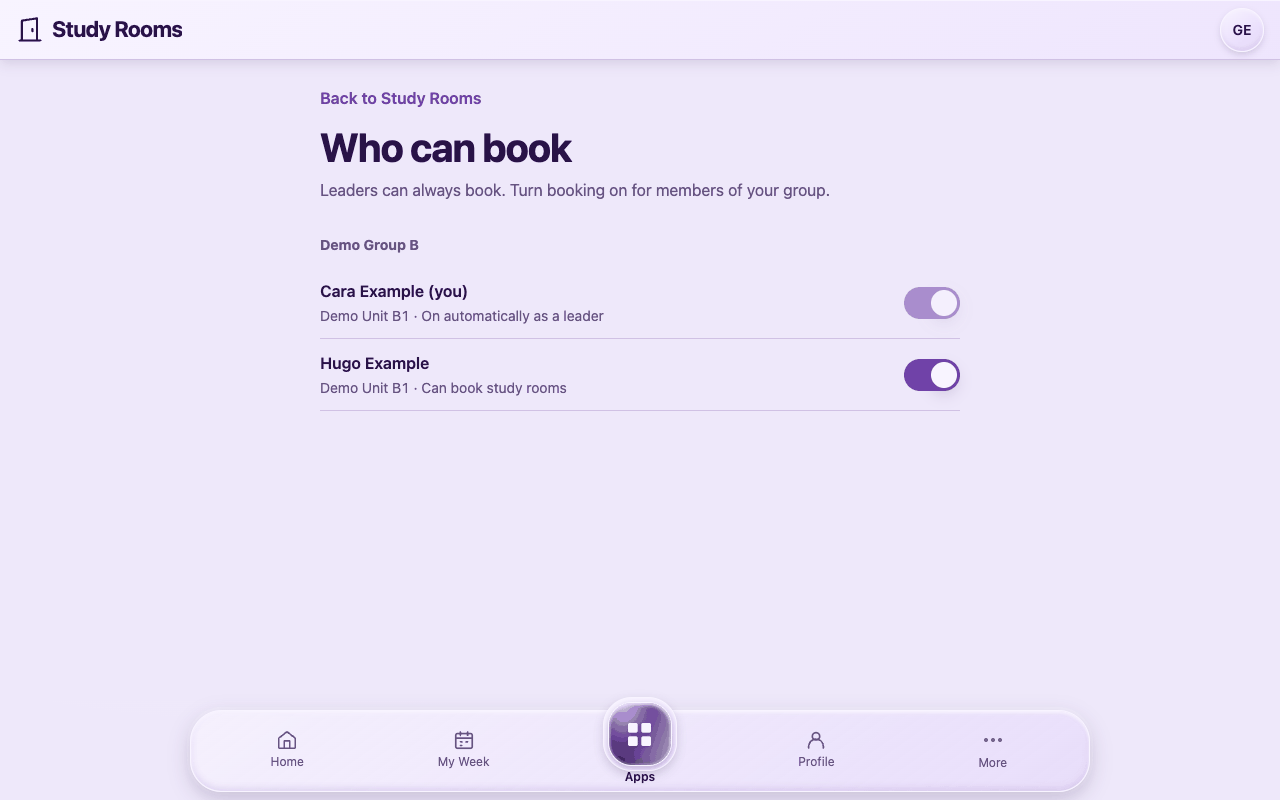 Study Rooms
GE
Back to Study Rooms
Who can book
Leaders can always book. Turn booking on for members of your group.
Demo Group B
Cara Example (you)
Demo Unit B1 · On automatically as a leader
Hugo Example
Demo Unit B1 · Can book study rooms
Home
My Week
Apps
Profile
More